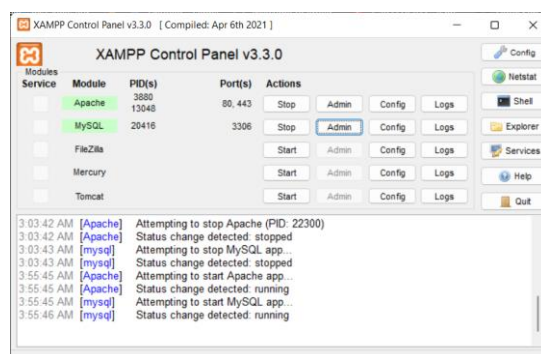 XAMPP Control Panel v3.3.0 [ Compiled: Apr 6th 2021 ]
XAMPP Control Panel v3.3.0
Config
Modules
Service Module PID(s) Port(s) Actions
Netstat
Apache 3880 13048 80, 443 Stop Admin Config Logs
Shell
MySQL 20416 3306 Stop Admin Config Logs
Explorer
FileZilla Start Admin Config Logs
Services
Mercury Start Admin Config Logs
Help
Tomcat Start Admin Config Logs
Quit
3:03:42 AM [Apache] Attempting to stop Apache (PID: 22300)
3:03:42 AM [Apache] Status change detected: stopped
3:03:43 AM [mysql] Attempting to stop MySQL app...
3:03:43 AM [mysql] Status change detected: stopped
3:55:45 AM [Apache] Attempting to start Apache app...
3:55:45 AM [Apache] Status change detected: running
3:55:45 AM [mysql] Attempting to start MySQL app...
3:55:46 AM [mysql] Status change detected: running